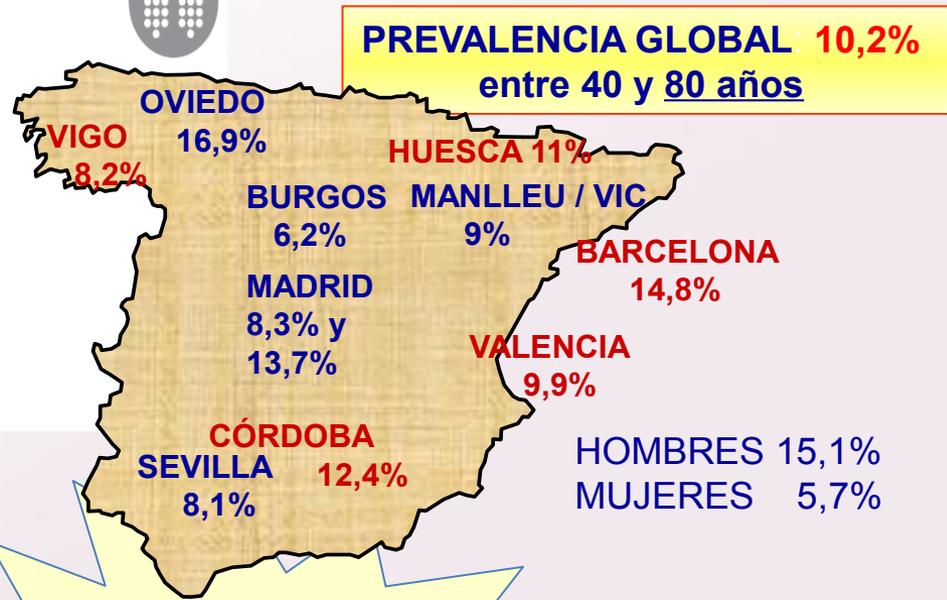 PREVALENCIA GLOBAL 10,2%
entre 40 y 80 años
OVIEDO
16,9%
VIGO
8,2%
HUESCA 11%
BURGOS
6,2%
MANLLEU / VIC
9%
BARCELONA
14,8%
MADRID
8,3% y
13,7%
VALENCIA
9,9%
CÓRDOBA
12,4%
SEVILLA
8,1%
HOMBRES 15,1%
MUJERES 5,7%